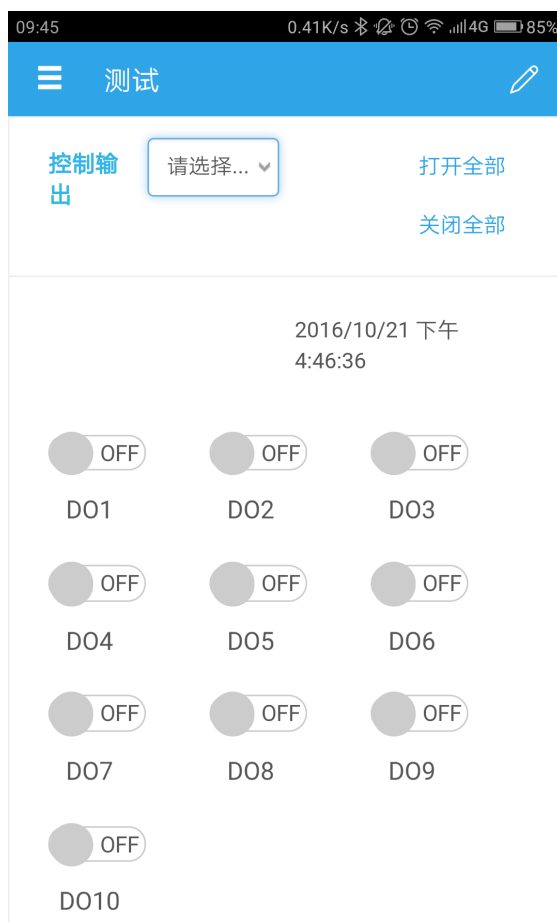 09:45 0.41K/s 4G 85%
测试
控制输出 请选择... 打开全部
关闭全部
2016/10/21 下午
4:46:36
OFF OFF OFF
DO1 DO2 DO3
OFF OFF OFF
DO4 DO5 DO6
OFF OFF OFF
DO7 DO8 DO9
OFF
DO10